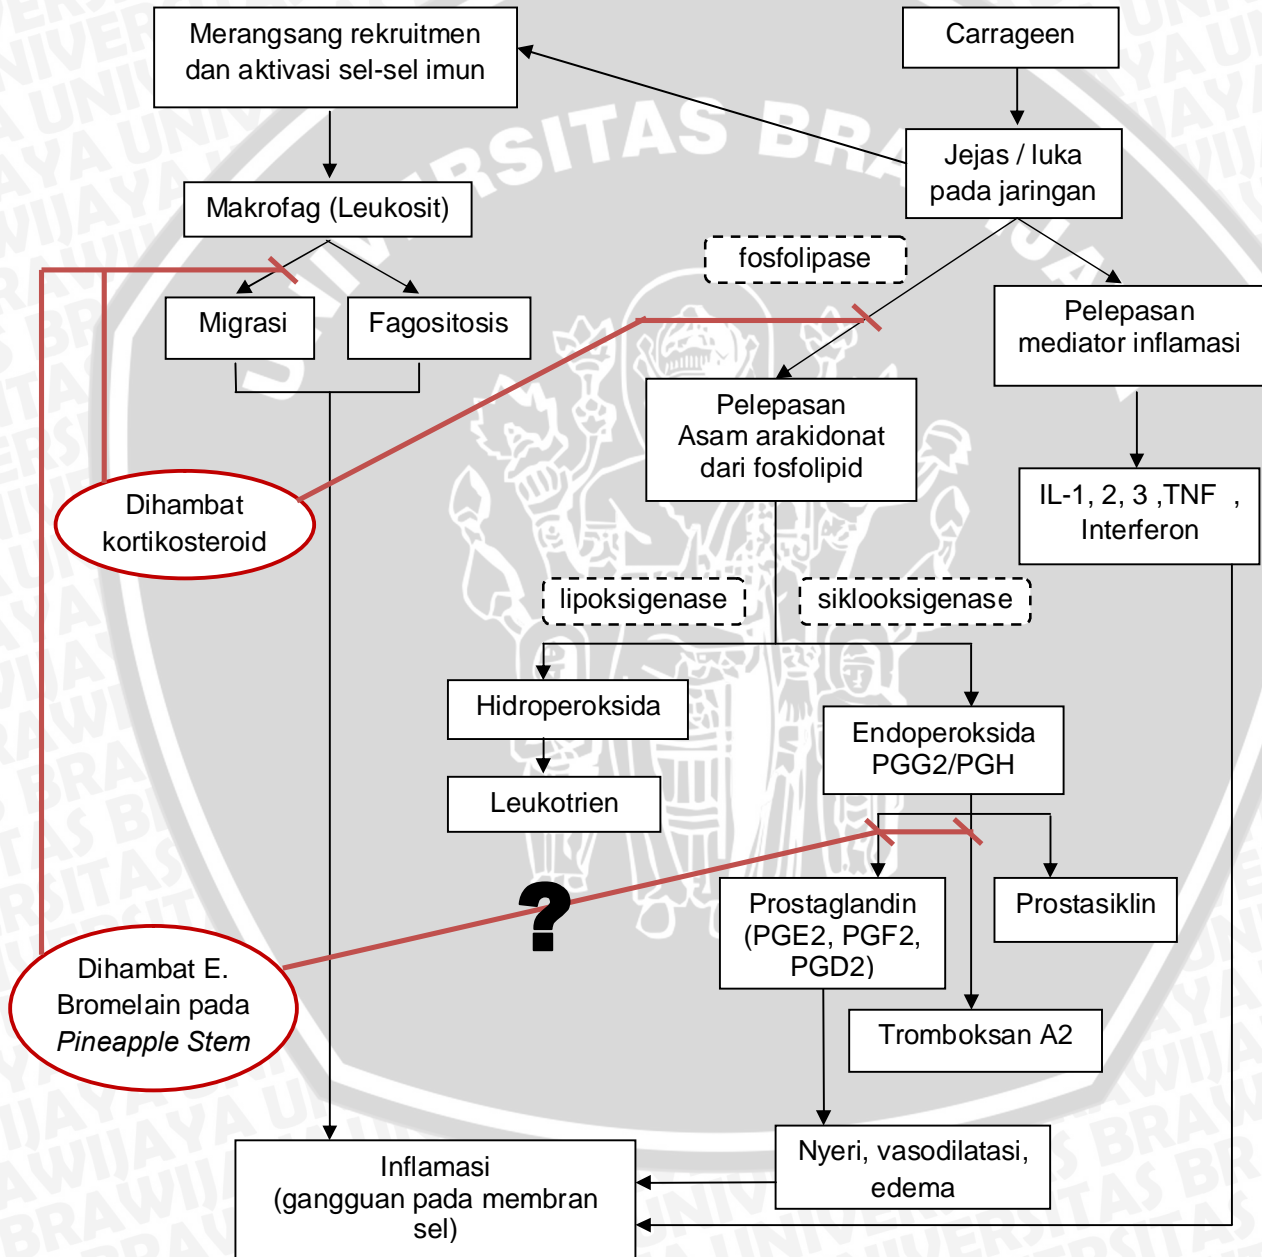 Merangsang rekruitmen
dan aktivasi sel-sel imun
Carrageen
Jejas / luka
pada jaringan
Makrofag (Leukosit)
fosfolipase
Migrasi
Fagositosis
Pelepasan
mediator inflamasi
Pelepasan
Asam arakidonat
dari fosfolipid
Dihambat
kortikosteroid
IL-1, 2, 3 ,TNF ,
Interferon
lipoksigenase
siklooksigenase
Hidroperoksida
Endoperoksida
PGG2/PGH
Leukotrien
?
Prostaglandin
(PGE2, PGF2,
PGD2)
Prostasiklin
Dihambat E.
Bromelain pada
Pineapple Stem
Tromboksan A2
Nyeri, vasodilatasi,
edema
Inflamasi
(gangguan pada membran
sel)
UNIVERSITAS BRAWIJAYA